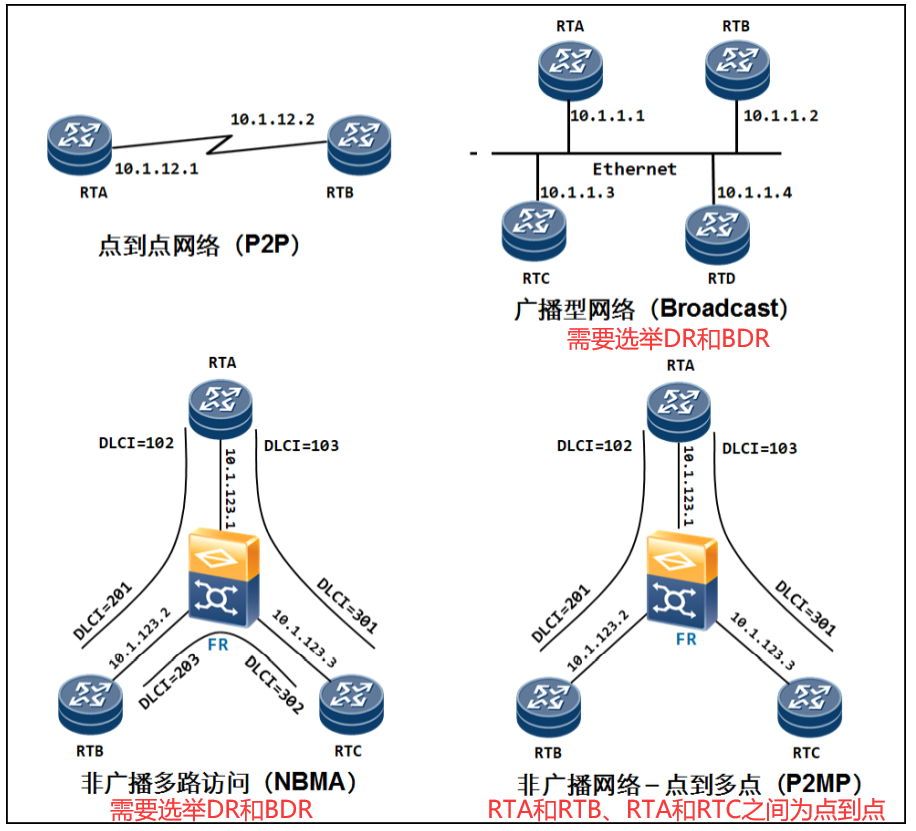 RTA
RTB
10.1.12.2
10.1.12.1
RTA
RTB
点到点网络（P2P）
10.1.1.1
10.1.1.2
Ethernet
10.1.1.3
10.1.1.4
RTC
RTD
广播型网络（Broadcast）
需要选举DR和BDR
RTA
DLCI=102
DLCI=103
10.1.123.1
DLCI=201
DLCI=301
10.1.123.2
10.1.123.3
FR
DLCI=203
DLCI=302
RTB
RTC
非广播多路访问（NBMA）
需要选举DR和BDR
RTA
DLCI=102
DLCI=103
10.1.123.1
DLCI=201
DLCI=301
10.1.123.2
10.1.123.3
FR
RTB
RTC
非广播网络－点到多点（P2MP）
RTA和RTB、RTA和RTC之间为点到点